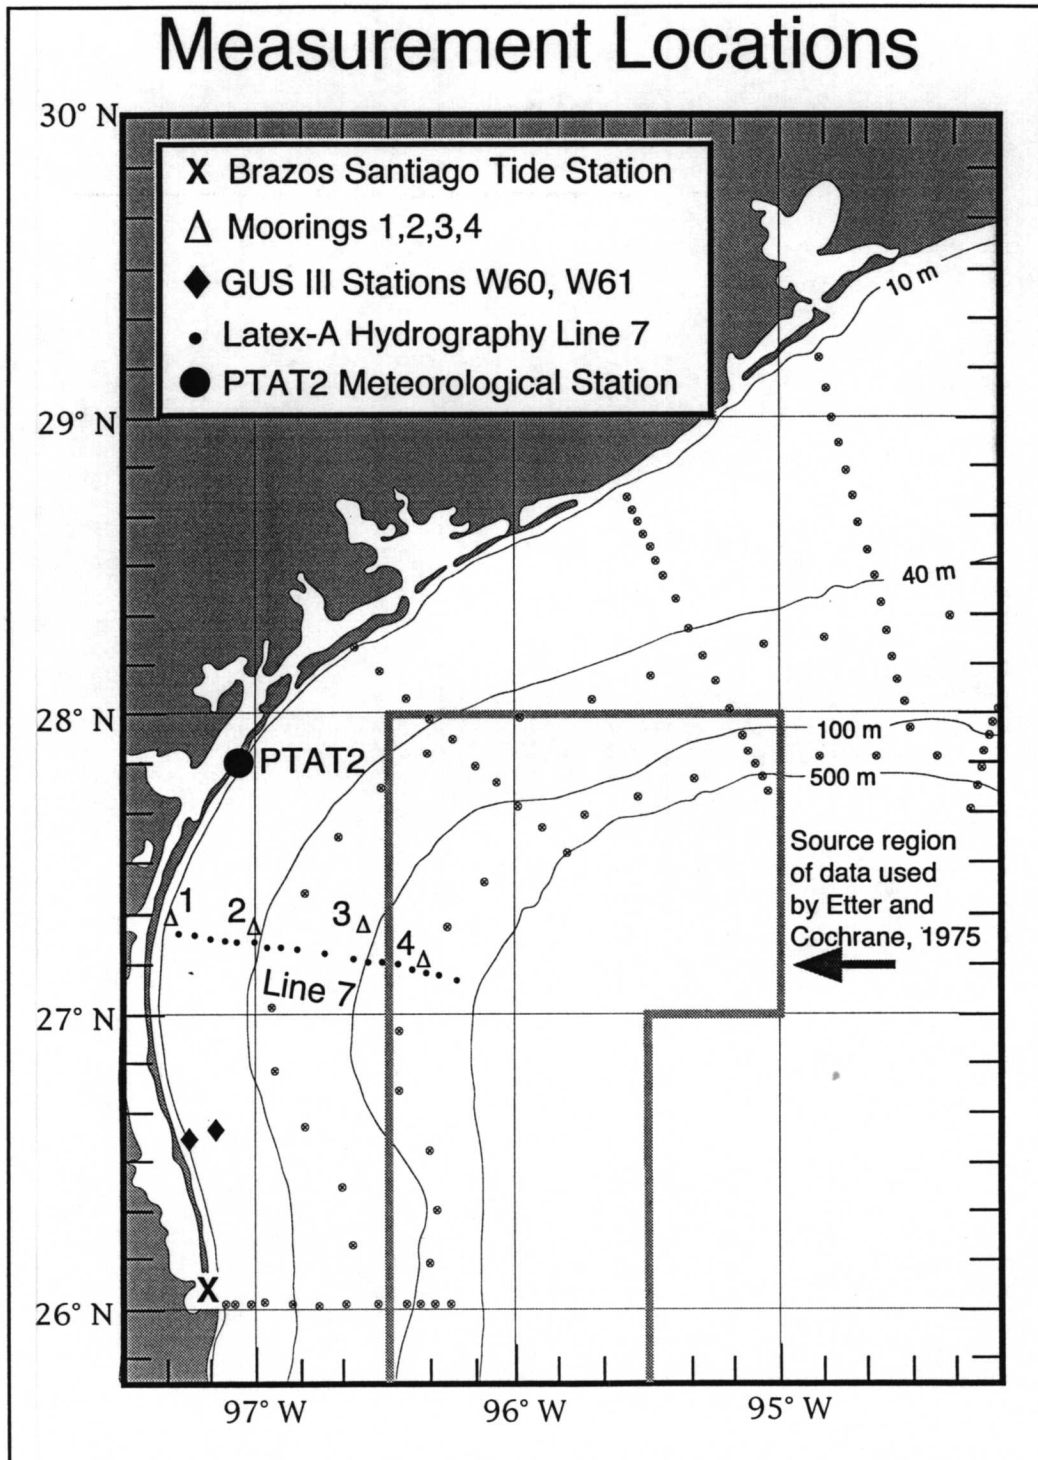 Measurement Locations
30° N
X Brazos Santiago Tide Station
Δ Moorings 1,2,3,4
◆ GUS III Stations W60, W61
• Latex-A Hydrography Line 7
● PTAT2 Meteorological Station
10 m
29° N
40 m
28° N
100 m
PTAT2
500 m
Source region
of data used
by Etter and
Cochrane, 1975
1
2
3
4
Line 7
27° N
X
26° N
97° W
96° W
95° W